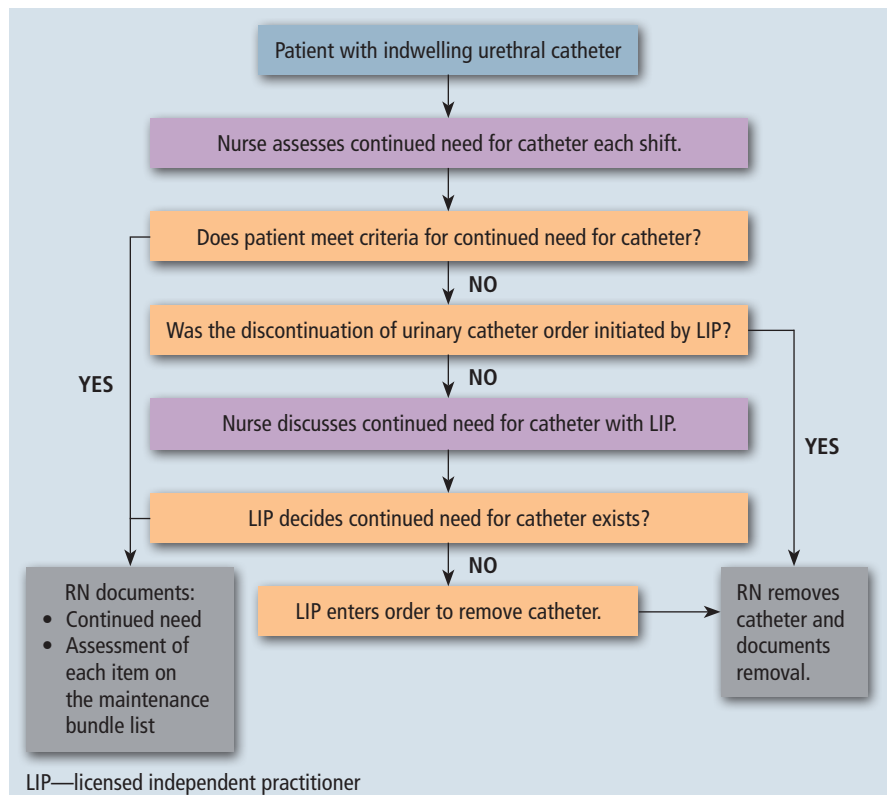 Patient with indwelling urethral catheter
Nurse assesses continued need for catheter each shift.
Does patient meet criteria for continued need for catheter?
NO
Was the discontinuation of urinary catheter order initiated by LIP?
YES
NO
Nurse discusses continued need for catheter with LIP.
YES
LIP decides continued need for catheter exists?
NO
RN documents:
• Continued need
• Assessment of
each item on
the maintenance
bundle list
LIP enters order to remove catheter.
RN removes
catheter and
documents
removal.
LIP—licensed independent practitioner